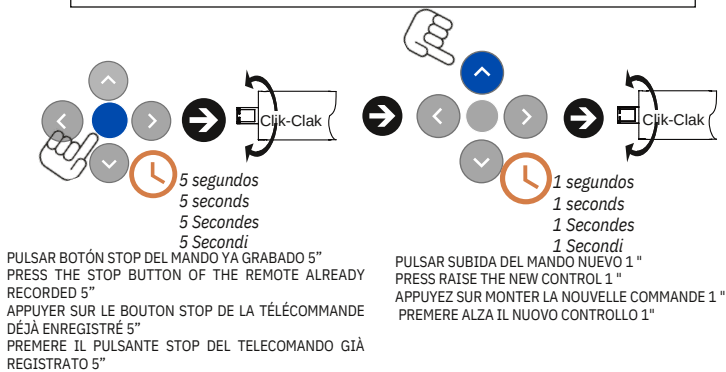 Clik-Clak
5 segundos
5 seconds
5 Secondes
5 Secondi
PULSAR BOTÓN STOP DEL MANDO YA GRABADO 5”
PRESS THE STOP BUTTON OF THE REMOTE ALREADY
RECORDED 5”
APPUYER SUR LE BOUTON STOP DE LA TÉLÉCOMMANDE
DÉJÀ ENREGISTRÉ 5”
PREMERE IL PULSANTE STOP DEL TELECOMANDO GIÀ
REGISTRATO 5”
Clik-Clak
1 segundos
1 seconds
1 Secondes
1 Secondi
PULSAR SUBIDA DEL MANDO NUEVO 1 "
PRESS RAISE THE NEW CONTROL 1 "
APPUYEZ SUR MONTER LA NOUVELLE COMMANDE 1 "
PREMERE ALZA IL NUOVO CONTROLLO 1"